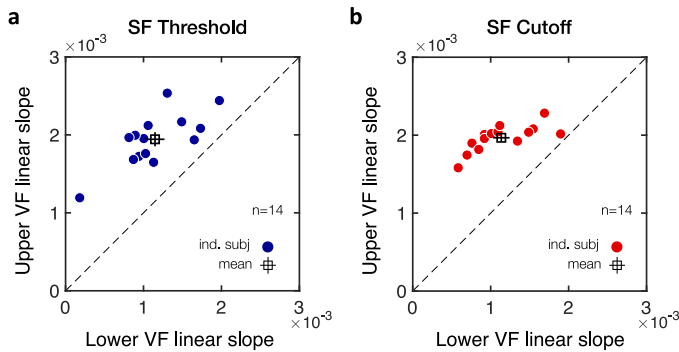 a
SF Threshold
×10⁻³
3
2
1
0
Upper VF linear slope
n=14
ind. subj
mean
0 1 2 3
×10⁻³
Lower VF linear slope
b
SF Cutoff
×10⁻³
3
2
1
0
Upper VF linear slope
n=14
ind. subj
mean
0 1 2 3
×10⁻³
Lower VF linear slope